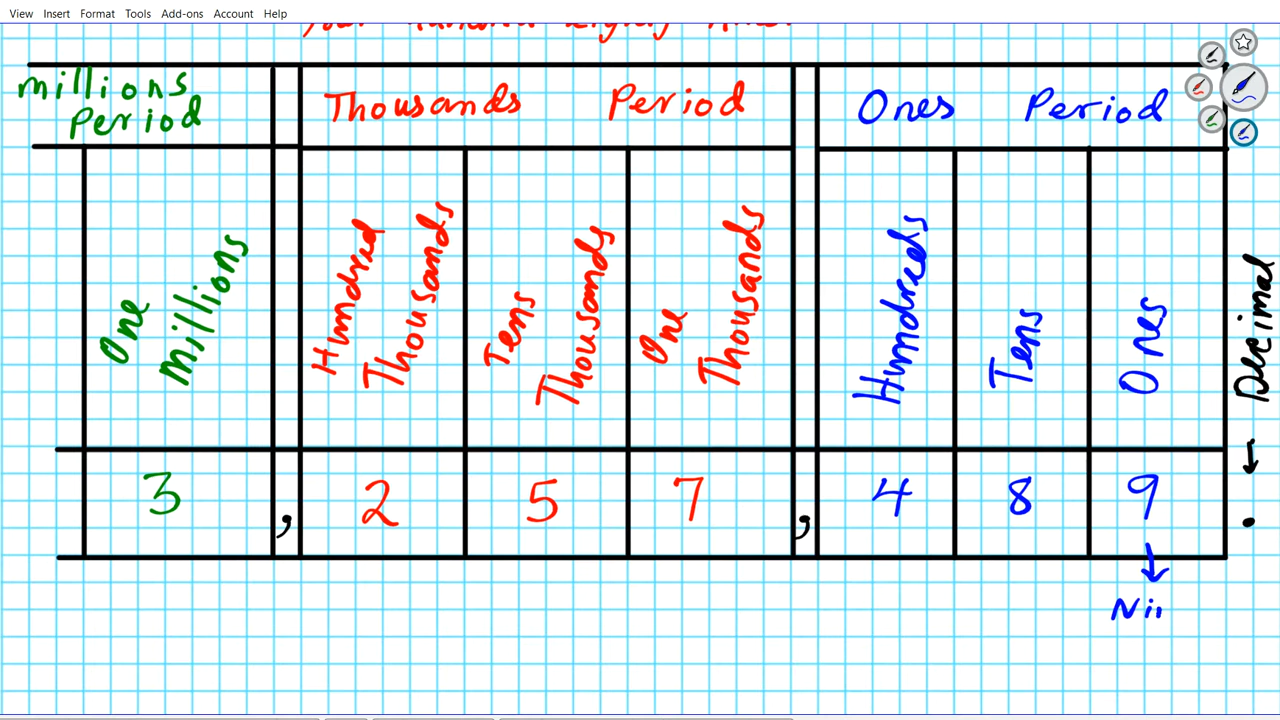 View Insert Format Tools Add-ons Account Help
millions Period
Thousands Period
Ones Period
One Millions
Hundred Thousands
Tens Thousands
One Thousands
Hundreds
Tens
Ones
Decimal
3 , 2 5 7 , 4 8 9 .
Nii